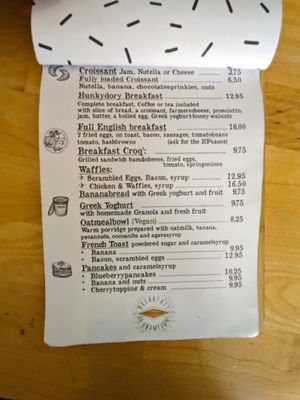 Croissant Jam, Nutella or Cheese 3.75
Fully loaded Croissant 6.50
Nutella, banana, chocolatesprinkles, nuts
Hunkydory Breakfast 12.95
Complete breakfast, Coffee or tea included
with slice of bread, a croissant, farmerscheese, prosciutto,
jam, butter, a boiled egg, Greek yoghurt honey-walnuts
Full English breakfast 16.00
2 fried eggs, on toast, bacon, sausages, tomatobeans
tomato, hashbrowns (ask for the HPsauce)
Breakfast Croq': 9.75
Grilled sandwich ham&cheese, fried eggs,
tomato, springonions
Waffles:
Scrambled Eggs, Bacon, syrup 12.95
Chicken & Waffles, syrup 16.50
Bananabread with Greek yoghurt and fruit 9.75
Greek Yoghurt 9.75
with homemade Granola and fresh fruit
Oatmealbowl (Vegan) 8.25
Warm porridge prepared with oatmilk, banana,
pecannuts, cocosnila and agavesyrup
French Toast powdered sugar and caramelsyrup
• Banana 9.95
• Bacon, scrambled eggs 12.95
Pancakes and caramelsyrup
• Blueberrypancakes 10.25
• Banana and nuts 9.95
• Cherrytopping & cream 9.95
BREAKFAST
CHAMPIONS